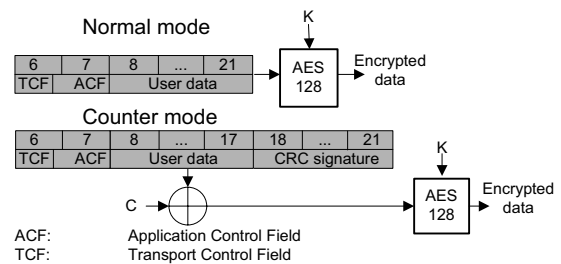 Normal mode
K
6 7 8 ... 21
TCF ACF User data
AES 128
Encrypted data
Counter mode
6 7 8 ... 17 18 ... 21
TCF ACF User data CRC signature
K
C
AES 128
Encrypted data
ACF: Application Control Field
TCF: Transport Control Field